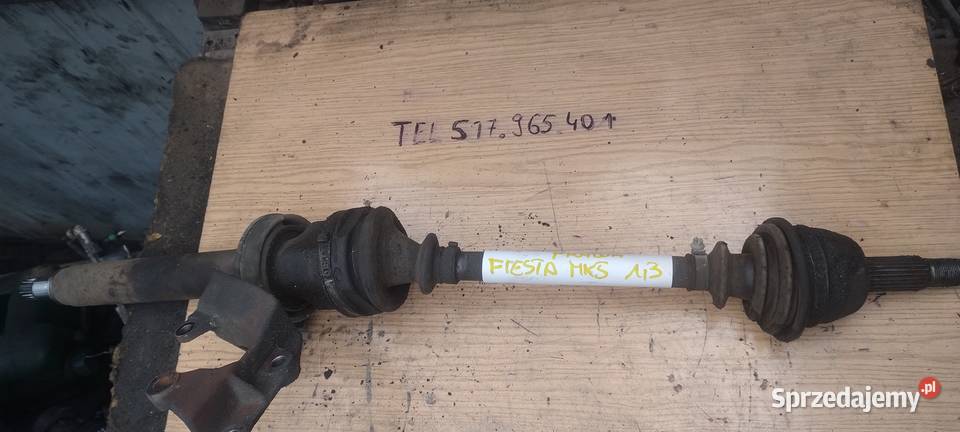 TEL 517.965.401
FIESTA MK5 1,3
Sprzedajemy.pl